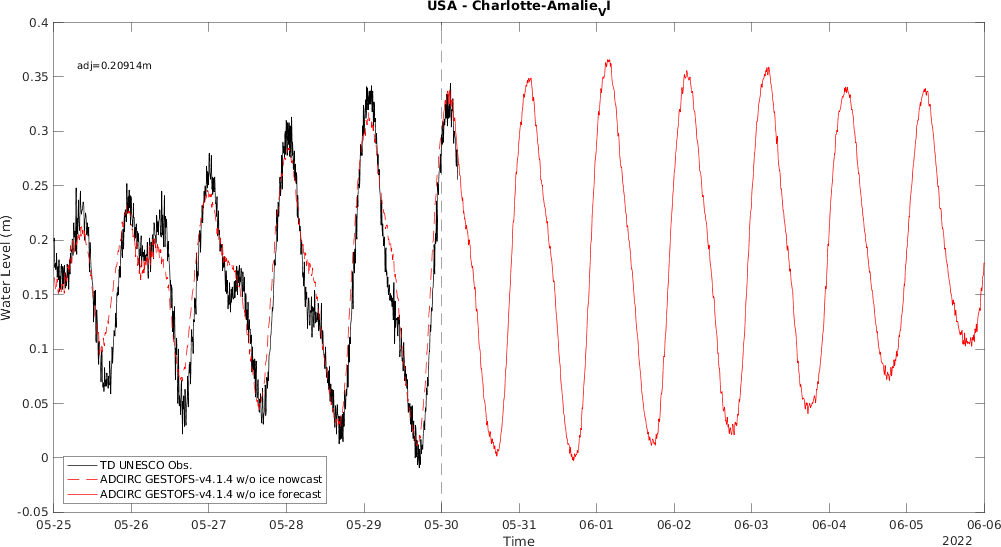 USA - Charlotte-AmalieVI
0.4
0.35
0.3
0.25
0.2
0.15
0.1
0.05
0
-0.05
Water Level (m)
adj=0.20914m
TD UNESCO Obs.
ADCIRC GESTOFS-v4.1.4 w/o ice nowcast
ADCIRC GESTOFS-v4.1.4 w/o ice forecast
05-25 05-26 05-27 05-28 05-29 05-30 05-31 06-01 06-02 06-03 06-04 06-05 06-06
Time
2022